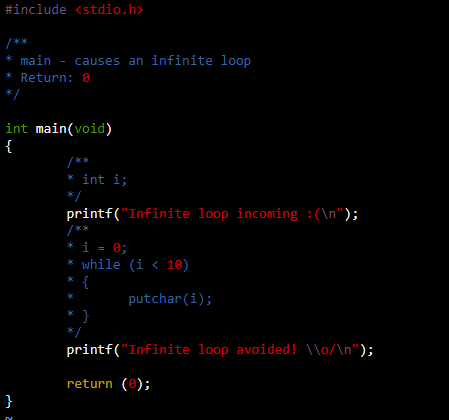 #include <stdio.h>

/**
* main - causes an infinite loop
* Return: 0
*/

int main(void)
{
        /**
        * int i;
        */
        printf("Infinite loop incoming :(\n");
        /**
        * i = 0;
        * while (i < 10)
        * {
        *       putchar(i);
        * }
        */
        printf("Infinite loop avoided! \\o/\n");

        return (0);
}
~